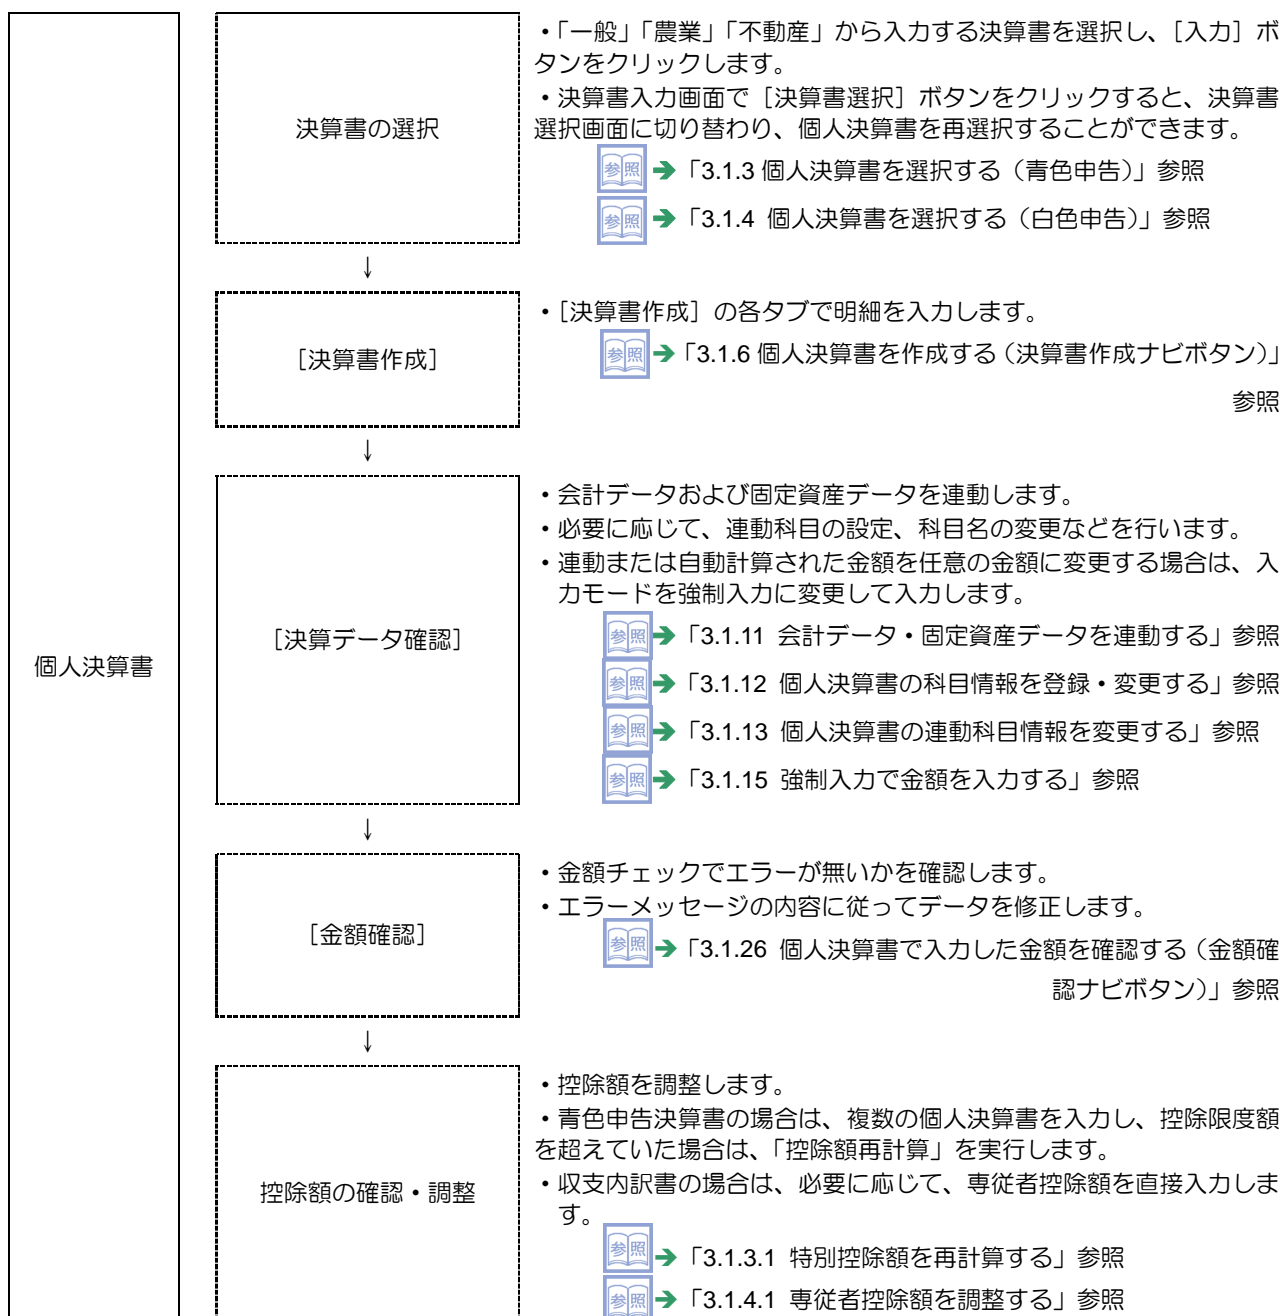 個人決算書
決算書の選択
・「一般」「農業」「不動産」から入力する決算書を選択し、［入力］ボ
タンをクリックします。
・決算書入力画面で［決算書選択］ボタンをクリックすると、決算書
選択画面に切り替わり、個人決算書を再選択することができます。
参照 ➔「3.1.3 個人決算書を選択する（青色申告）」参照
参照 ➔「3.1.4 個人決算書を選択する（白色申告）」参照
↓
［決算書作成］
・［決算書作成］の各タブで明細を入力します。
参照 ➔「3.1.6 個人決算書を作成する（決算書作成ナビボタン）」
参照
↓
［決算データ確認］
・会計データおよび固定資産データを連動します。
・必要に応じて、連動科目の設定、科目名の変更などを行います。
・連動または自動計算された金額を任意の金額に変更する場合は、入
力モードを強制入力に変更して入力します。
参照 ➔「3.1.11 会計データ・固定資産データを連動する」参照
参照 ➔「3.1.12 個人決算書の科目情報を登録・変更する」参照
参照 ➔「3.1.13 個人決算書の連動科目情報を変更する」参照
参照 ➔「3.1.15 強制入力で金額を入力する」参照
↓
［金額確認］
・金額チェックでエラーが無いかを確認します。
・エラーメッセージの内容に従ってデータを修正します。
参照 ➔「3.1.26 個人決算書で入力した金額を確認する（金額確
認ナビボタン）」参照
↓
控除額の確認・調整
・控除額を調整します。
・青色申告決算書の場合は、複数の個人決算書を入力し、控除限度額
を超えていた場合は、「控除額再計算」を実行します。
・収支内訳書の場合は、必要に応じて、専従者控除額を直接入力しま
す。
参照 ➔「3.1.3.1 特別控除額を再計算する」参照
参照 ➔「3.1.4.1 専従者控除額を調整する」参照